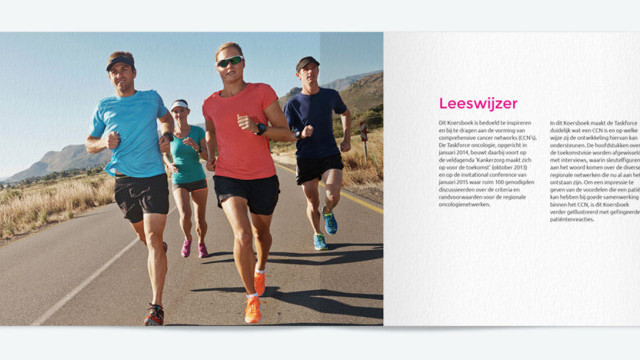 Leeswijzer
Dit Koersboek is bedoeld te inspireren
en bij te dragen aan de vorming van
comprehensive cancer networks (CCN's).
De Taskforce oncologie, opgericht in
januari 2014, bouwt daarbij voort op
de veldagenda 'Kankerzorg maakt zich
op voor de toekomst' (oktober 2013)
en op de invitational conference van
januari 2015 waar ruim 100 genodigden
discussieerden over de criteria en
randvoorwaarden voor de regionale
oncologienetwerken.
In dit Koersboek maakt de Taskforce
duidelijk wat een CCN is en op welke
wijze zij de ontwikkeling hiervan kan
ondersteunen. De hoofdstukken over
de toekomstvisie worden afgewisseld
met interviews, waarin sleutelfiguren
aan het woord komen over de diverse
regionale netwerken die nu al aan het
ontstaan zijn. Om een impressie te
geven van de voordelen die een patiënt
kan hebben bij goede samenwerking
binnen het CCN, is dit Koersboek
verder geïllustreerd met gefingeerde
patiëntenreacties.